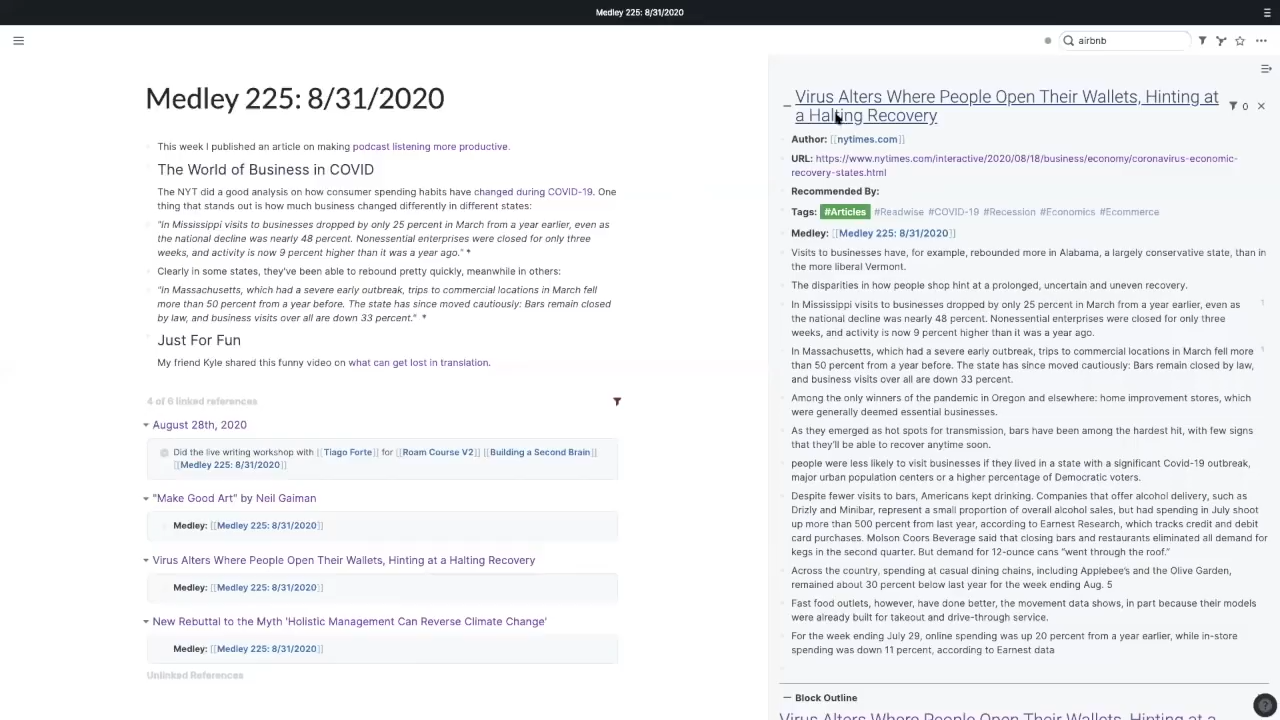 Medley 225: 8/31/2020
airbnb
Medley 225: 8/31/2020
This week I published an article on making podcast listening more productive.
The World of Business in COVID
The NYT did a good analysis on how consumer spending habits have changed during COVID-19. One
thing that stands out is how much business changed differently in different states:
"In Mississippi visits to businesses dropped by only 25 percent in March from a year earlier, even as
the national decline was nearly 48 percent. Nonessential enterprises were closed for only three
weeks, and activity is now 9 percent higher than it was a year ago." *
Clearly in some states, they've been able to rebound pretty quickly, meanwhile in others:
"In Massachusetts, which had a severe early outbreak, trips to commercial locations in March fell
more than 50 percent from a year before. The state has since moved cautiously: Bars remain closed
by law, and business visits over all are down 33 percent." *
Just For Fun
My friend Kyle shared this funny video on what can get lost in translation.
4 of 6 linked references
August 28th, 2020
Did the live writing workshop with [[Tiago Forte]] for [[Roam Course V2]] [[Building a Second Brain]]
[[Medley 225: 8/31/2020]]
"Make Good Art" by Neil Gaiman
Medley: [[Medley 225: 8/31/2020]]
Virus Alters Where People Open Their Wallets, Hinting at a Halting Recovery
Medley: [[Medley 225: 8/31/2020]]
New Rebuttal to the Myth 'Holistic Management Can Reverse Climate Change'
Medley: [[Medley 225: 8/31/2020]]
Unlinked References
Virus Alters Where People Open Their Wallets, Hinting at
a Halting Recovery
0
Author: [[nytimes.com]]
URL: https://www.nytimes.com/interactive/2020/08/18/business/economy/coronavirus-economic-
recovery-states.html
Recommended By:
Tags: #Articles #Readwise #COVID-19 #Recession #Economics #Ecommerce
Medley: [[Medley 225: 8/31/2020]]
Visits to businesses have, for example, rebounded more in Alabama, a largely conservative state, than in
the more liberal Vermont.
The disparities in how people shop hint at a prolonged, uncertain and uneven recovery.
In Mississippi visits to businesses dropped by only 25 percent in March from a year earlier, even as 1
the national decline was nearly 48 percent. Nonessential enterprises were closed for only three
weeks, and activity is now 9 percent higher than it was a year ago.
In Massachusetts, which had a severe early outbreak, trips to commercial locations in March fell more 1
than 50 percent from a year before. The state has since moved cautiously: Bars remain closed by law,
and business visits over all are down 33 percent.
Among the only winners of the pandemic in Oregon and elsewhere: home improvement stores, which
were generally deemed essential businesses.
As they emerged as hot spots for transmission, bars have been among the hardest hit, with few signs
that they'll be able to recover anytime soon.
people were less likely to visit businesses if they lived in a state with a significant Covid-19 outbreak,
major urban population centers or a higher percentage of Democratic voters.
Despite fewer visits to bars, Americans kept drinking. Companies that offer alcohol delivery, such as
Drizly and Minibar, represent a small proportion of overall alcohol sales, but had spending in July shoot
up more than 500 percent from last year, according to Earnest Research, which tracks credit and debit
card purchases. Molson Coors Beverage said that closing bars and restaurants eliminated all demand for
kegs in the second quarter. But demand for 12-ounce cans "went through the roof."
Across the country, spending at casual dining chains, including Applebee's and the Olive Garden,
remained about 30 percent below last year for the week ending Aug. 5
Fast food outlets, however, have done better, the movement data shows, in part because their models
were already built for takeout and drive-through service.
For the week ending July 29, online spending was up 20 percent from a year earlier, while in-store
spending was down 11 percent, according to Earnest data
Block Outline
Virus Alters Where People Open Their Wallets, Hinting at a
?